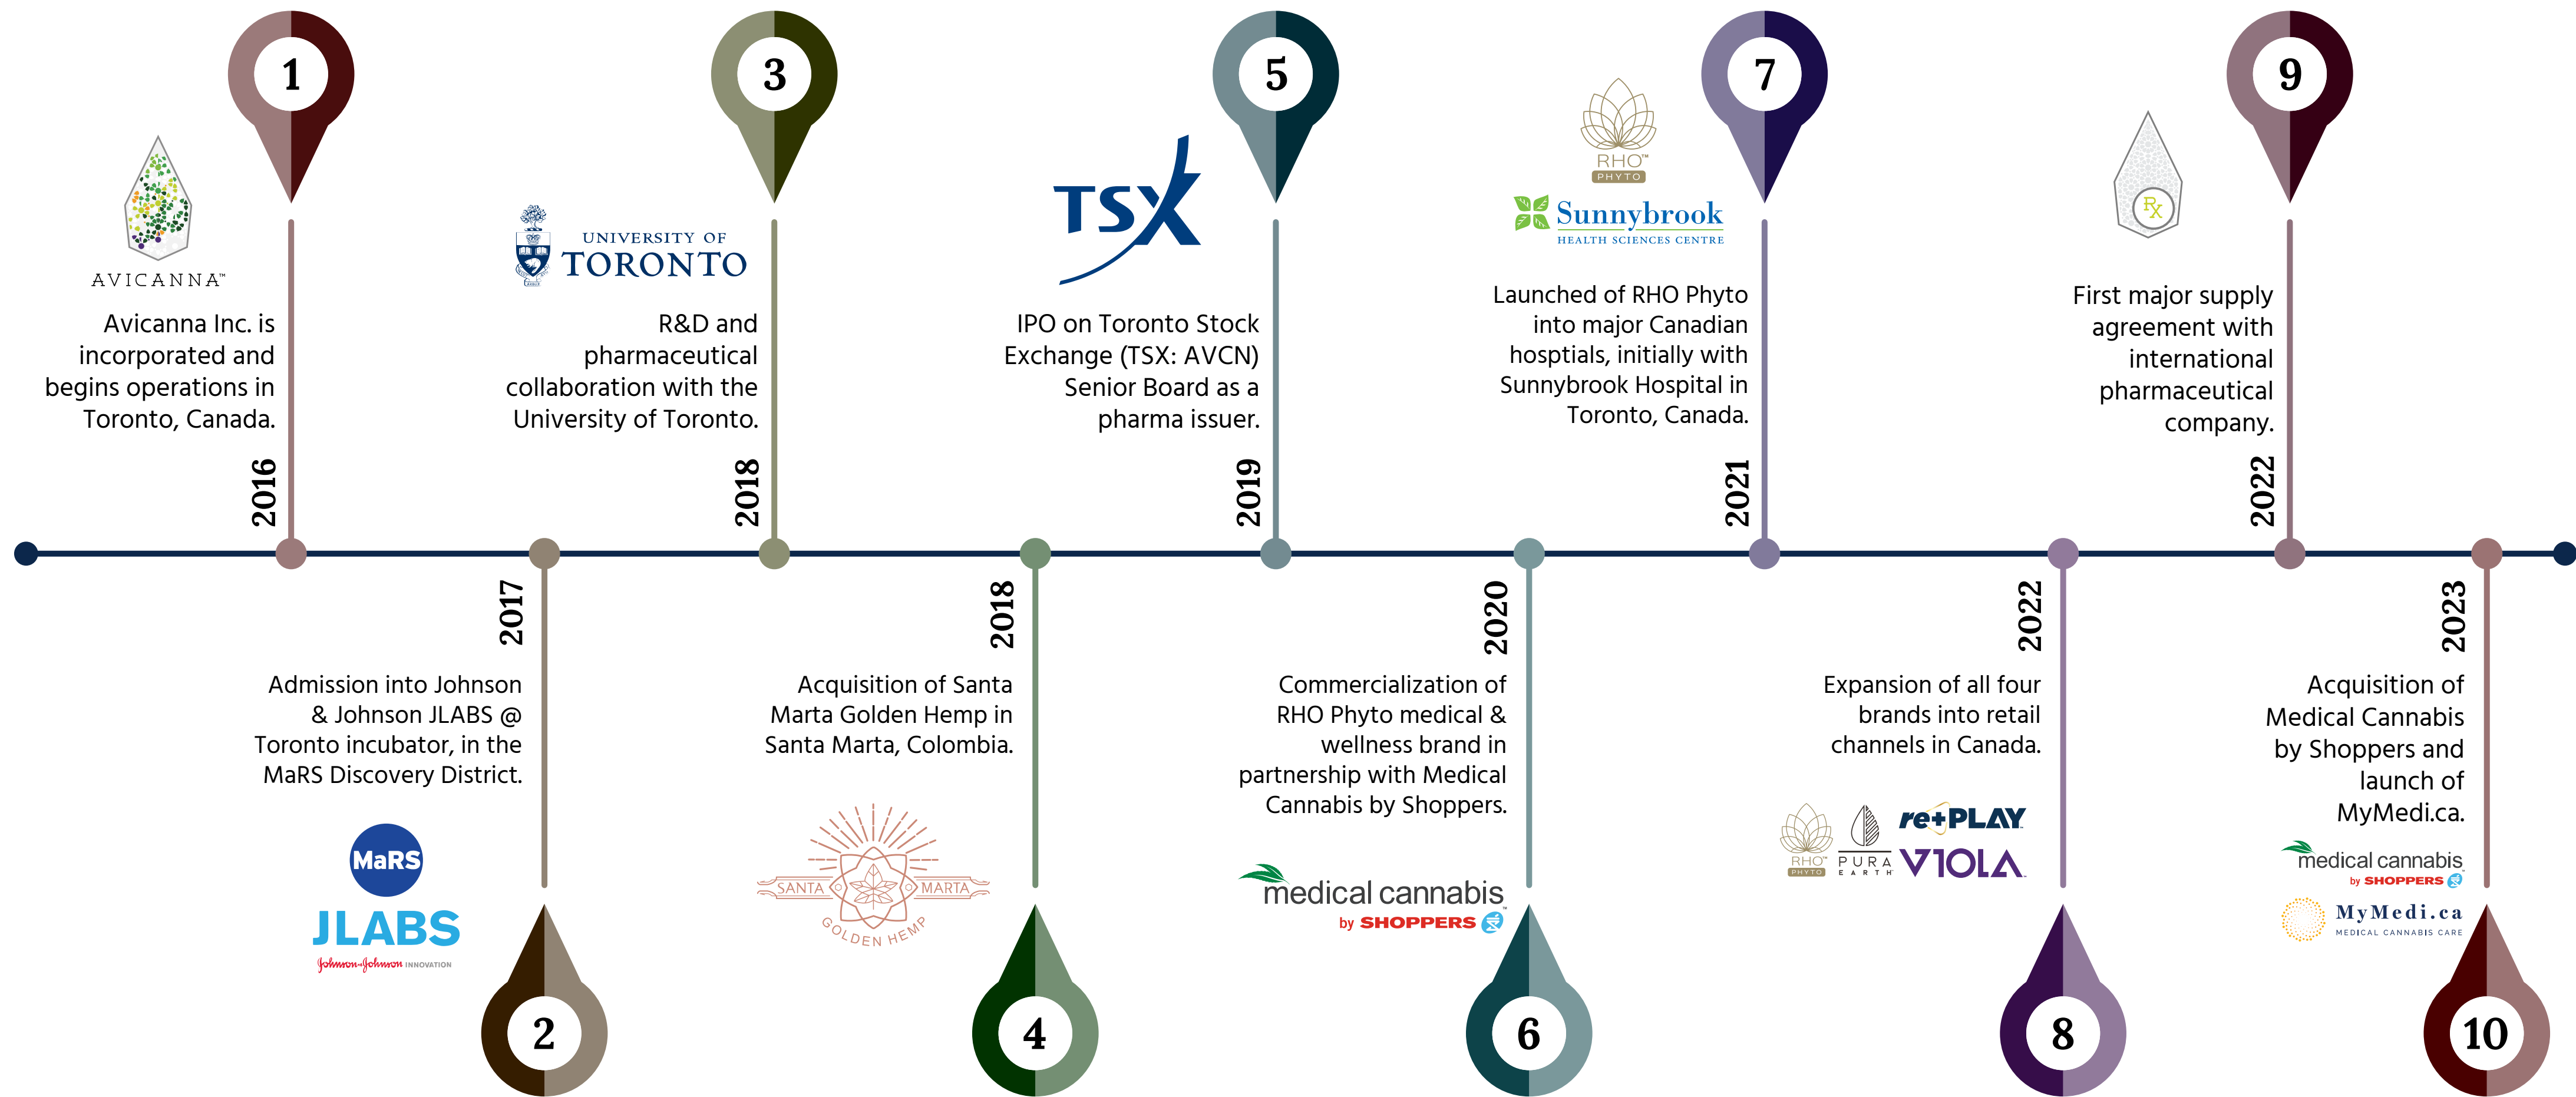 1
AVICANNA™
Avicanna Inc. is
incorporated and
begins operations in
Toronto, Canada.
2016
2017
Admission into Johnson
& Johnson JLABS @
Toronto incubator, in the
MaRS Discovery District.
MaRS
JLABS
Johnson&Johnson INNOVATION
2
3
UNIVERSITY OF
TORONTO
R&D and
pharmaceutical
collaboration with the
University of Toronto.
2018
2018
Acquisition of Santa
Marta Golden Hemp in
Santa Marta, Colombia.
SANTA MARTA
GOLDEN HEMP
4
5
TSX
IPO on Toronto Stock
Exchange (TSX: AVCN)
Senior Board as a
pharma issuer.
2019
2020
Commercialization of
RHO Phyto medical &
wellness brand in
partnership with Medical
Cannabis by Shoppers.
medical cannabis™
by SHOPPERS
6
7
RHO™
PHYTO
Sunnybrook
HEALTH SCIENCES CENTRE
Launched of RHO Phyto
into major Canadian
hosptials, initially with
Sunnybrook Hospital in
Toronto, Canada.
2021
2022
Expansion of all four
brands into retail
channels in Canada.
RHO™
PHYTO
PURA
EARTH
re+PLAY
V1OLA
8
9
RX
First major supply
agreement with
international
pharmaceutical
company.
2022
2023
Acquisition of
Medical Cannabis
by Shoppers and
launch of
MyMedi.ca.
medical cannabis
by SHOPPERS
MyMedi.ca
MEDICAL CANNABIS CARE
10